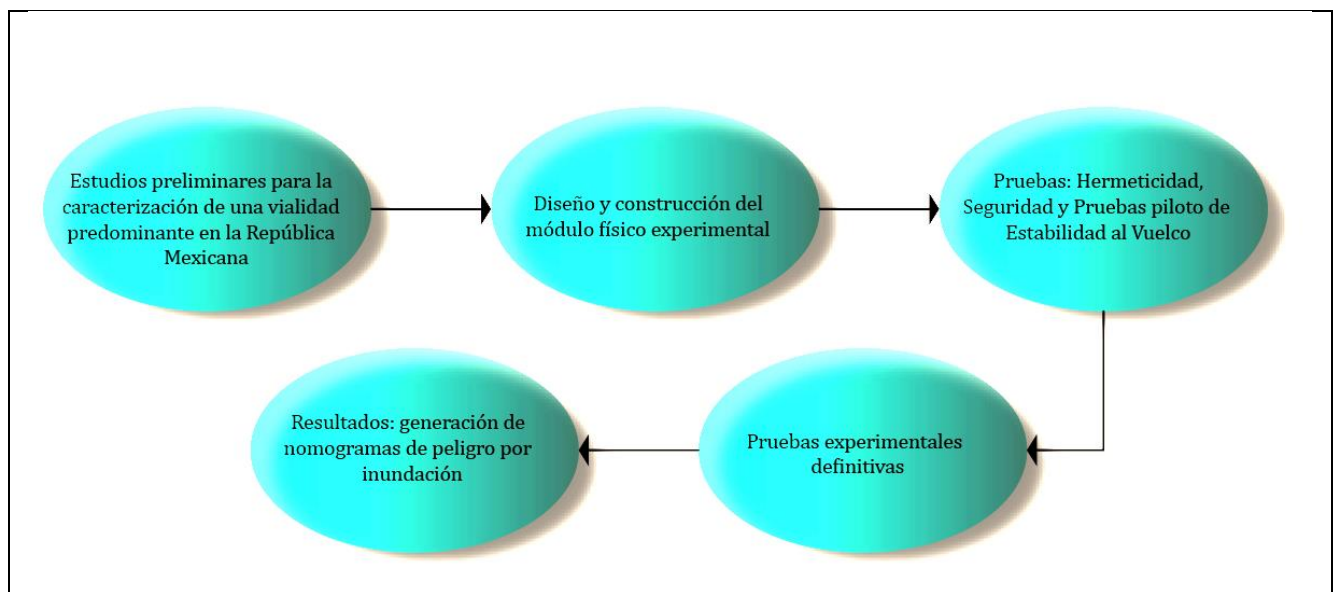 Estudios preliminares para la
caracterización de una vialidad
predominante en la República
Mexicana
Diseño y construcción del
módulo físico experimental
Pruebas: Hermeticidad,
Seguridad y Pruebas piloto de
Estabilidad al Vuelco
Pruebas experimentales
definitivas
Resultados: generación de
nomogramas de peligro por
inundación